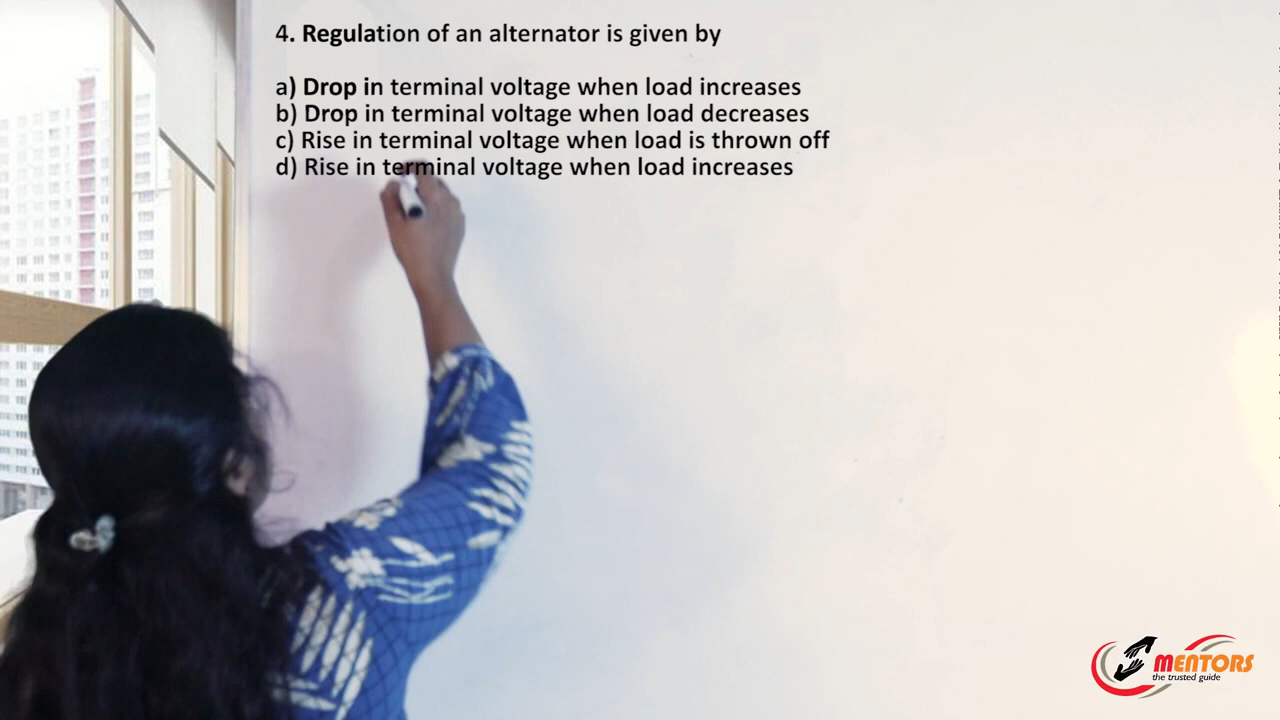 4. Regulation of an alternator is given by
a) Drop in terminal voltage when load increases
b) Drop in terminal voltage when load decreases
c) Rise in terminal voltage when load is thrown off
d) Rise in terminal voltage when load increases
MENTORS
the trusted guide